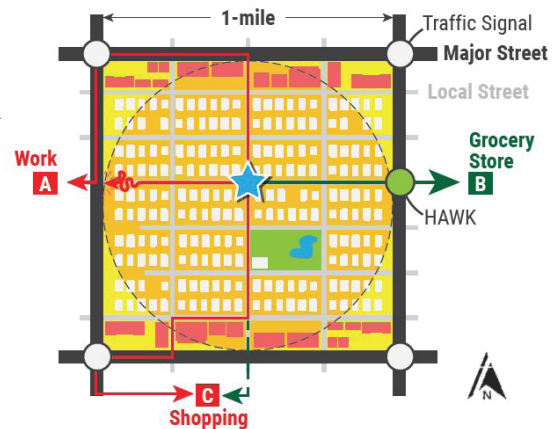 1-mile
Traffic Signal
Major Street
Local Street
Work
A
Grocery
Store
B
HAWK
C
Shopping
N